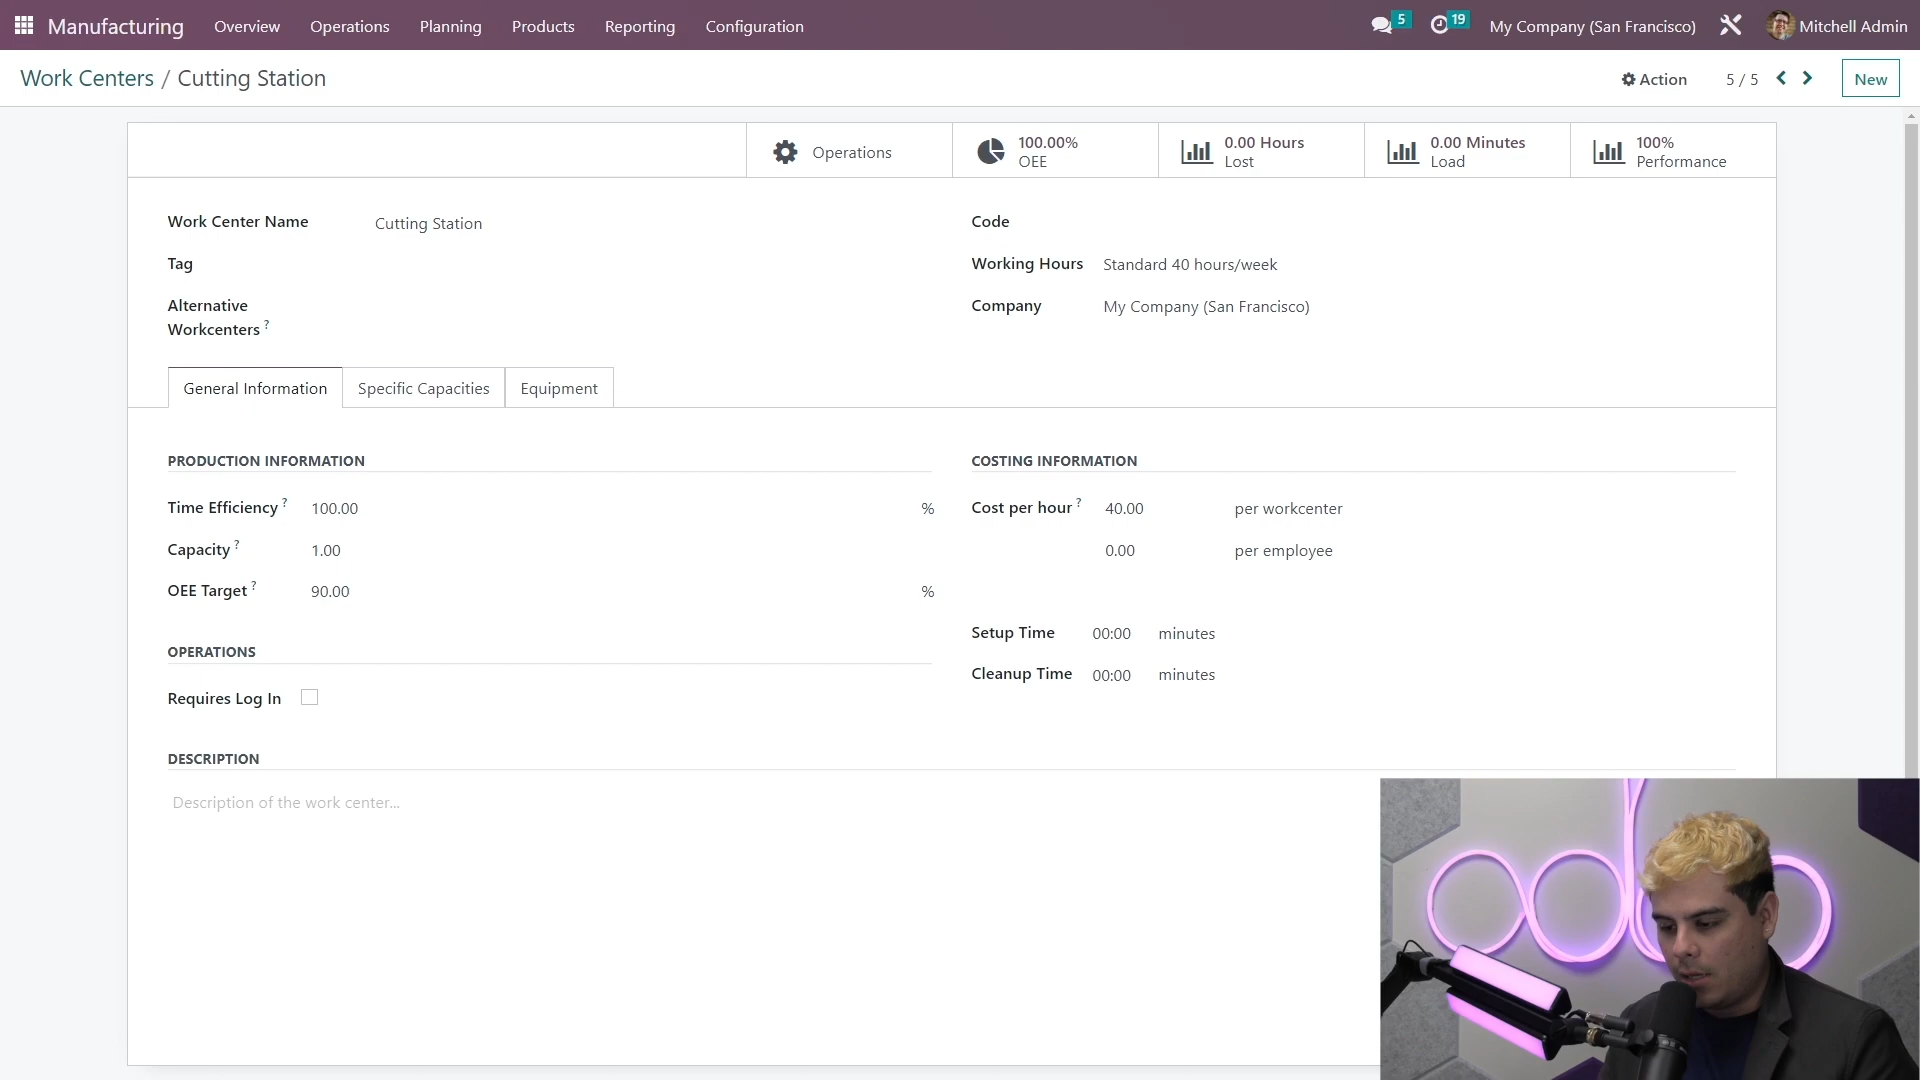 Manufacturing Overview Operations Planning Products Reporting Configuration 5 19 My Company (San Francisco) Mitchell Admin
Work Centers / Cutting Station Action 5 / 5 New
Operations
100.00%
OEE
0.00 Hours
Lost
0.00 Minutes
Load
100%
Performance
Work Center Name Cutting Station
Tag
Alternative
Workcenters ?
Code
Working Hours Standard 40 hours/week
Company My Company (San Francisco)
General Information Specific Capacities Equipment
PRODUCTION INFORMATION
Time Efficiency ? 100.00 %
Capacity ? 1.00
OEE Target ? 90.00 %
OPERATIONS
Requires Log In
COSTING INFORMATION
Cost per hour ? 40.00 per workcenter
0.00 per employee
Setup Time 00:00 minutes
Cleanup Time 00:00 minutes
DESCRIPTION
Description of the work center...
odoo